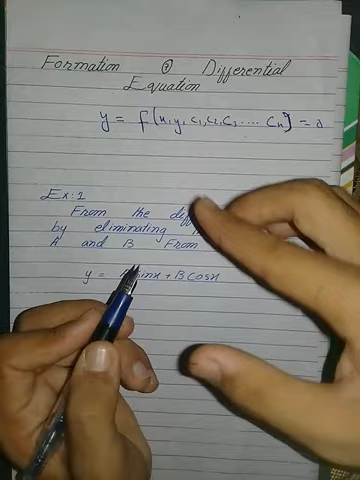 Formation of Differential
Equation
y = f(x,y,c₁,c₂,c₃, .... cₙ) = 0
Ex:1
From the
by eliminating
A and B From
y = A sinx + B cosx